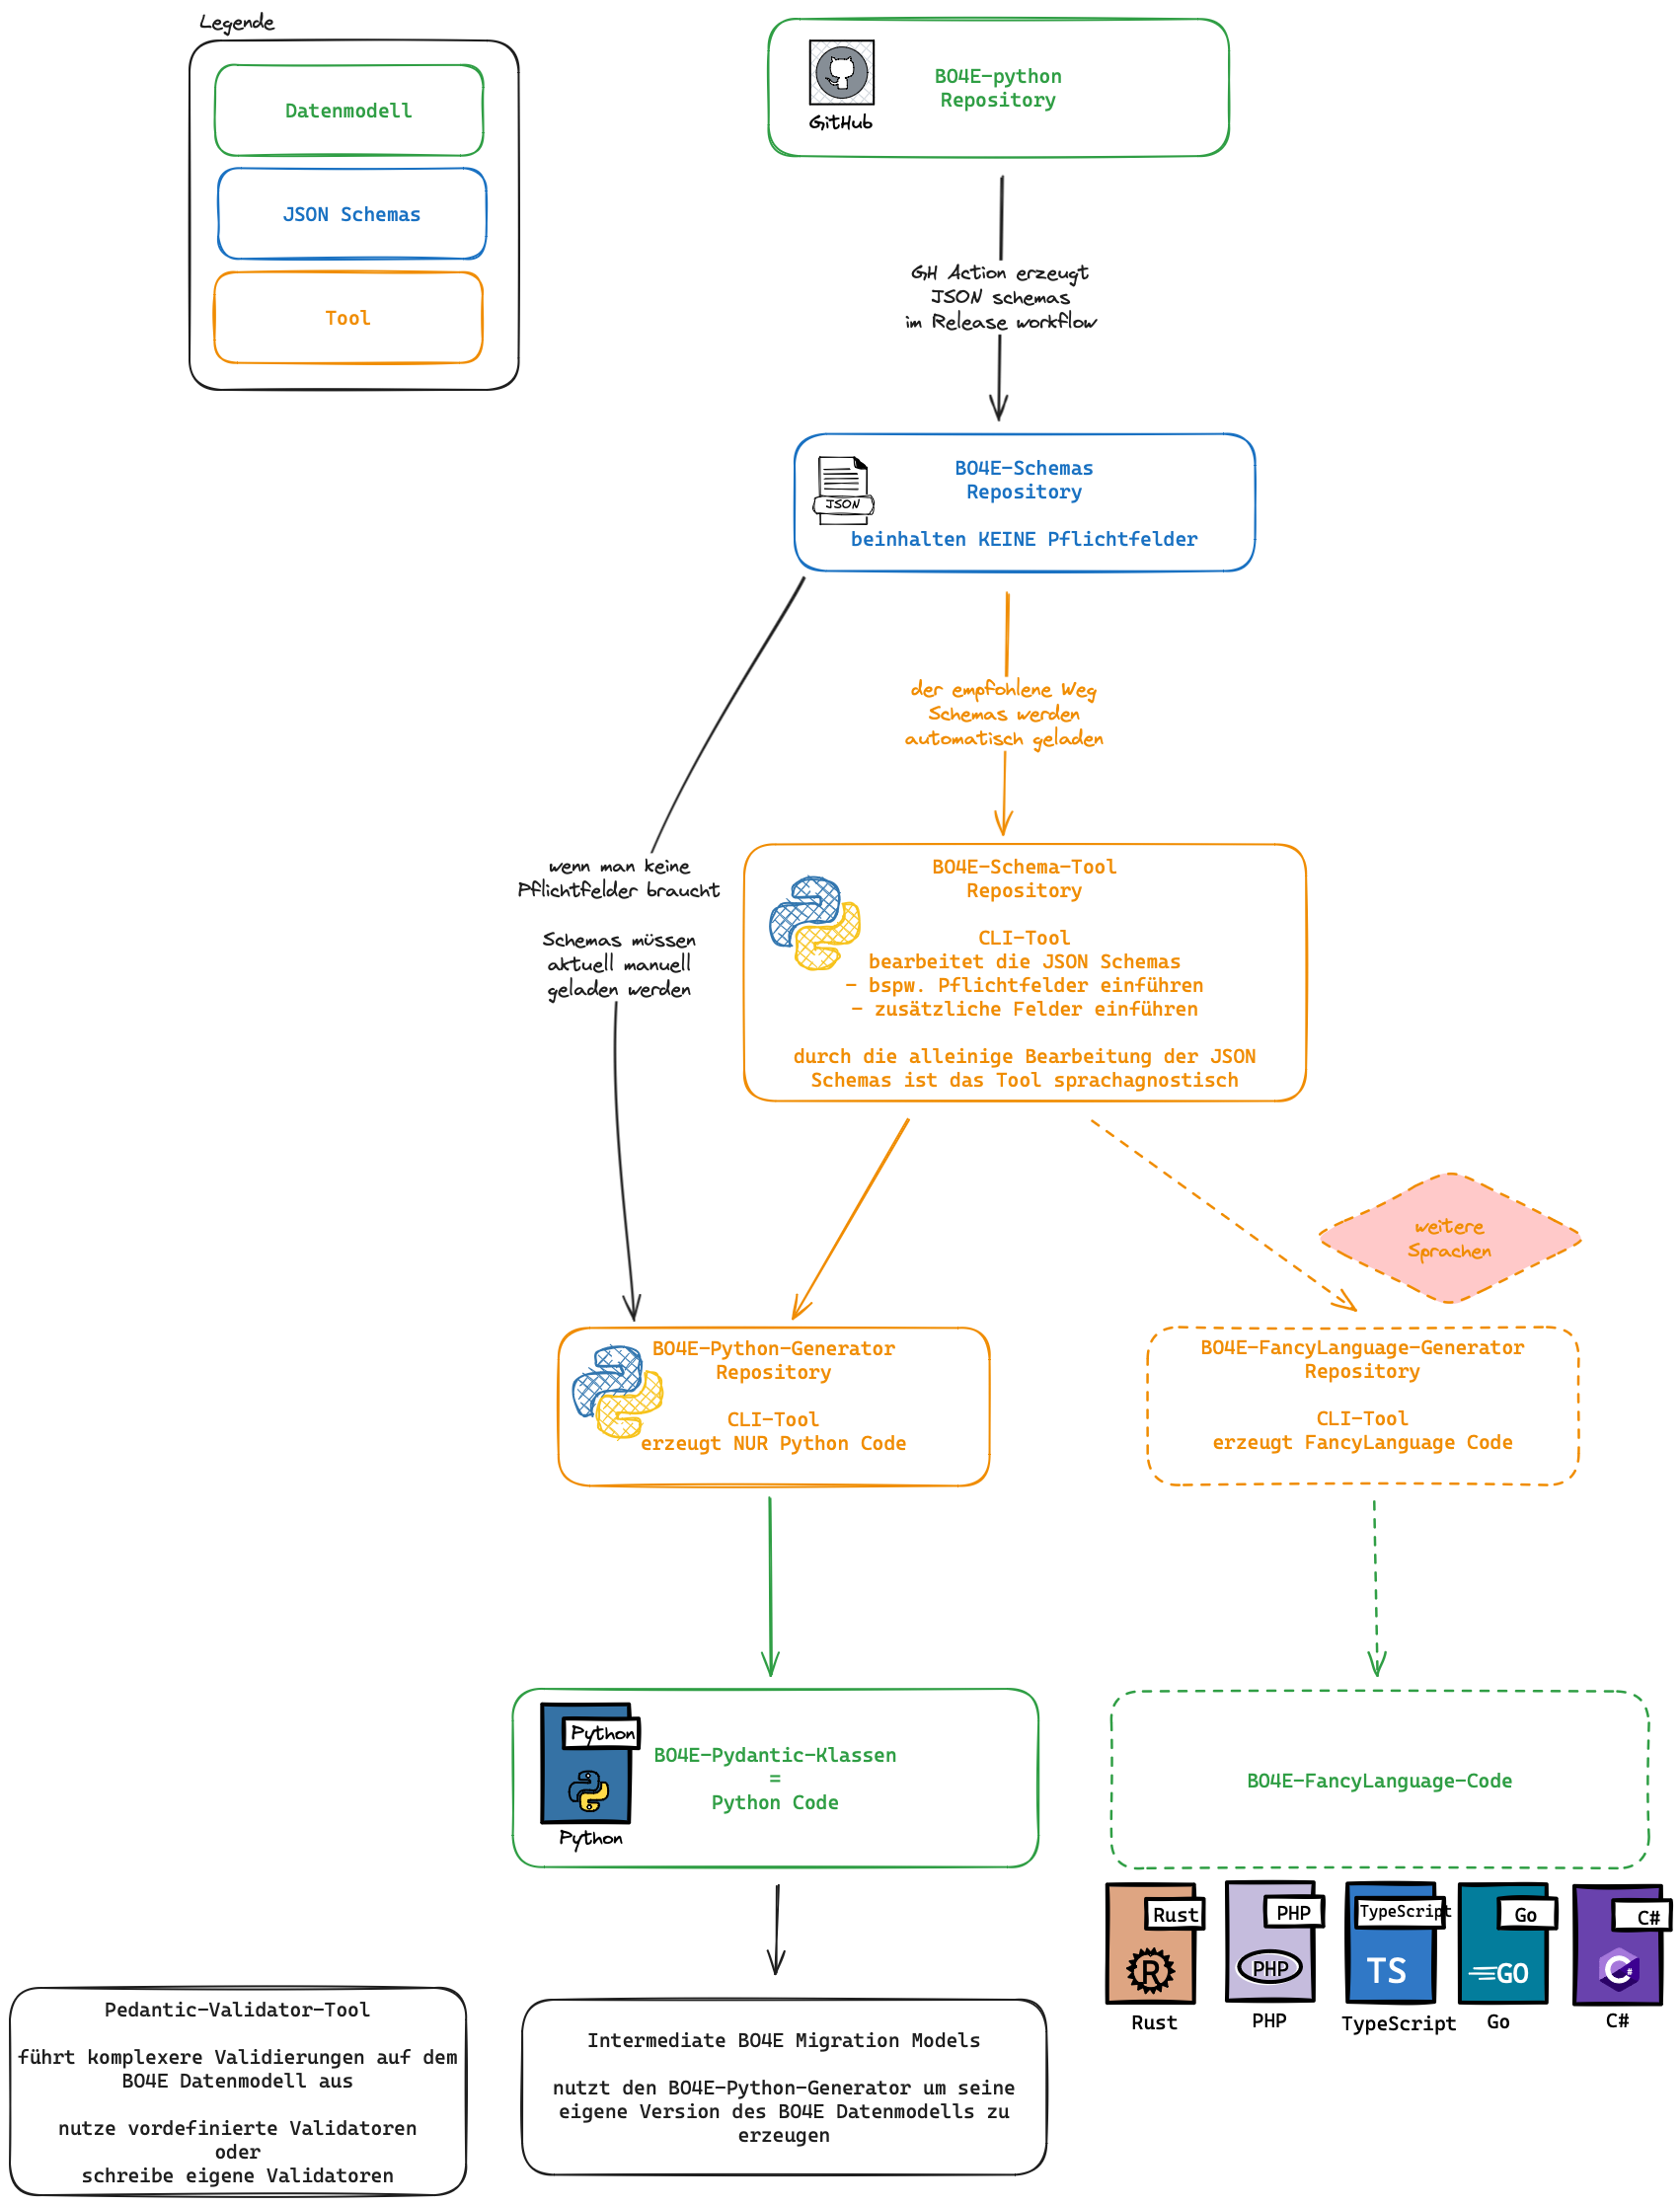 Legende
Datenmodell
JSON Schemas
Tool
BO4E-python
Repository
GitHub
GH Action erzeugt
JSON schemas
im Release workflow
BO4E-Schemas
Repository
JSON
beinhalten KEINE Pflichtfelder
der empfohlene Weg
Schemas werden
automatisch geladen
wenn man keine
Pflichtfelder braucht
Schemas müssen
aktuell manuell
geladen werden
BO4E-Schema-Tool
Repository
CLI-Tool
bearbeitet die JSON Schemas
- bspw. Pflichtfelder einführen
- zusätzliche Felder einführen
durch die alleinige Bearbeitung der JSON
Schemas ist das Tool sprachagnostisch
weitere
Sprachen
BO4E-Python-Generator
Repository
CLI-Tool
erzeugt NUR Python Code
BO4E-FancyLanguage-Generator
Repository
CLI-Tool
erzeugt FancyLanguage Code
Python
BO4E-Pydantic-Klassen
=
Python Code
Python
BO4E-FancyLanguage-Code
Rust
R
Rust
PHP
PHP
PHP
TypeScript
TS
TypeScript
Go
GO
Go
C#
C#
C#
Pedantic-Validator-Tool
führt komplexere Validierungen auf dem
BO4E Datenmodell aus
nutze vordefinierte Validatoren
oder
schreibe eigene Validatoren
Intermediate BO4E Migration Models
nutzt den BO4E-Python-Generator um seine
eigene Version des BO4E Datenmodells zu
erzeugen